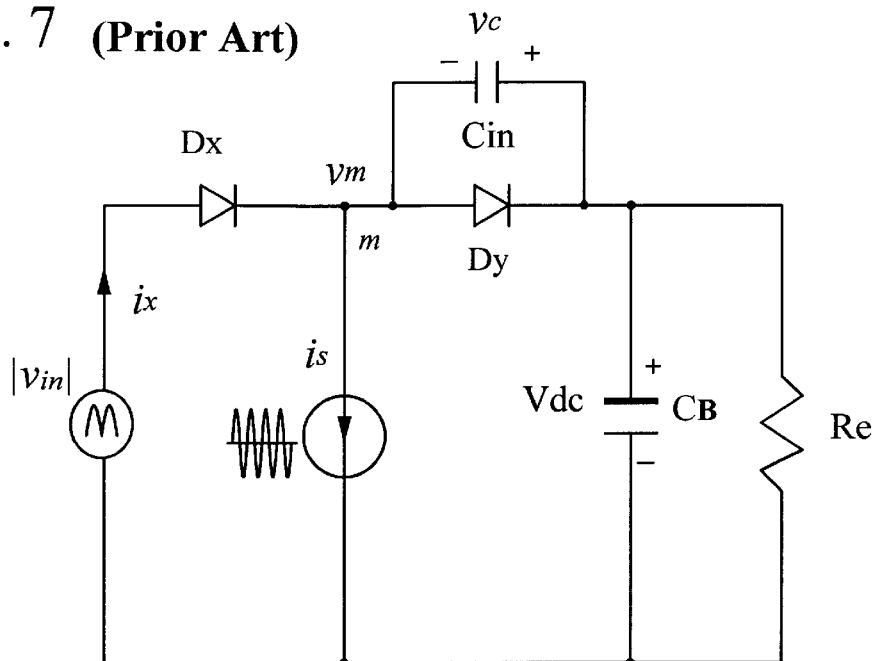 . 7 (Prior Art)
vc
− +
Cin
Dx
vm
m
Dy
ix
is
|vin|
+
Vdc
CB
−
Re